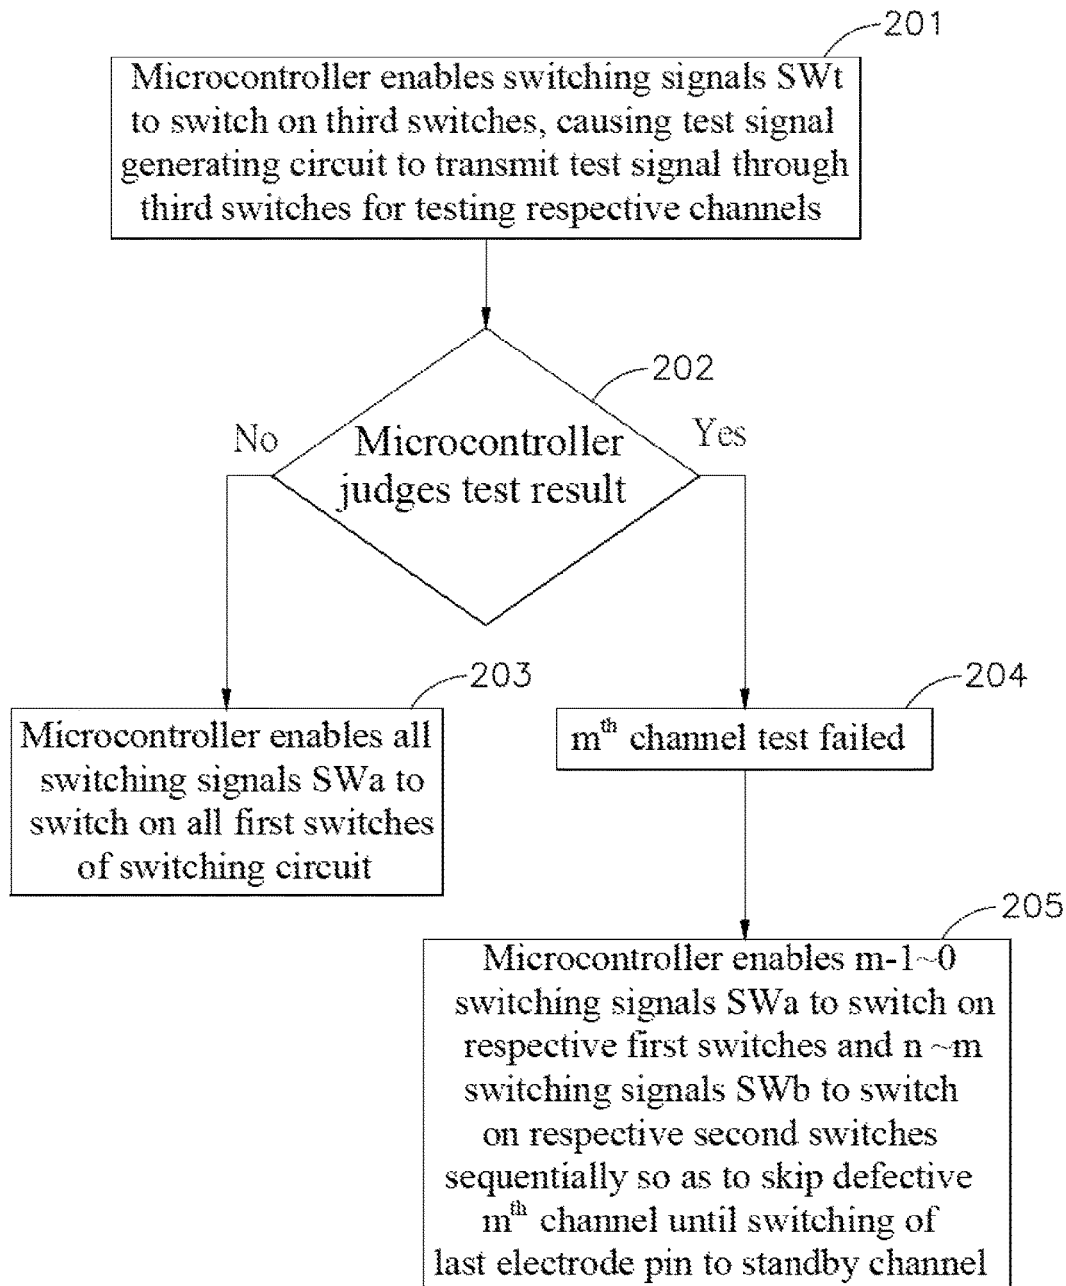 201
Microcontroller enables switching signals SWt
to switch on third switches, causing test signal
generating circuit to transmit test signal through
third switches for testing respective channels
202
No
Yes
Microcontroller
judges test result
203
Microcontroller enables all
switching signals SWa to
switch on all first switches
of switching circuit
204
mth channel test failed
205
Microcontroller enables m-1~0
switching signals SWa to switch on
respective first switches and n~m
switching signals SWb to switch
on respective second switches
sequentially so as to skip defective
mth channel until switching of
last electrode pin to standby channel